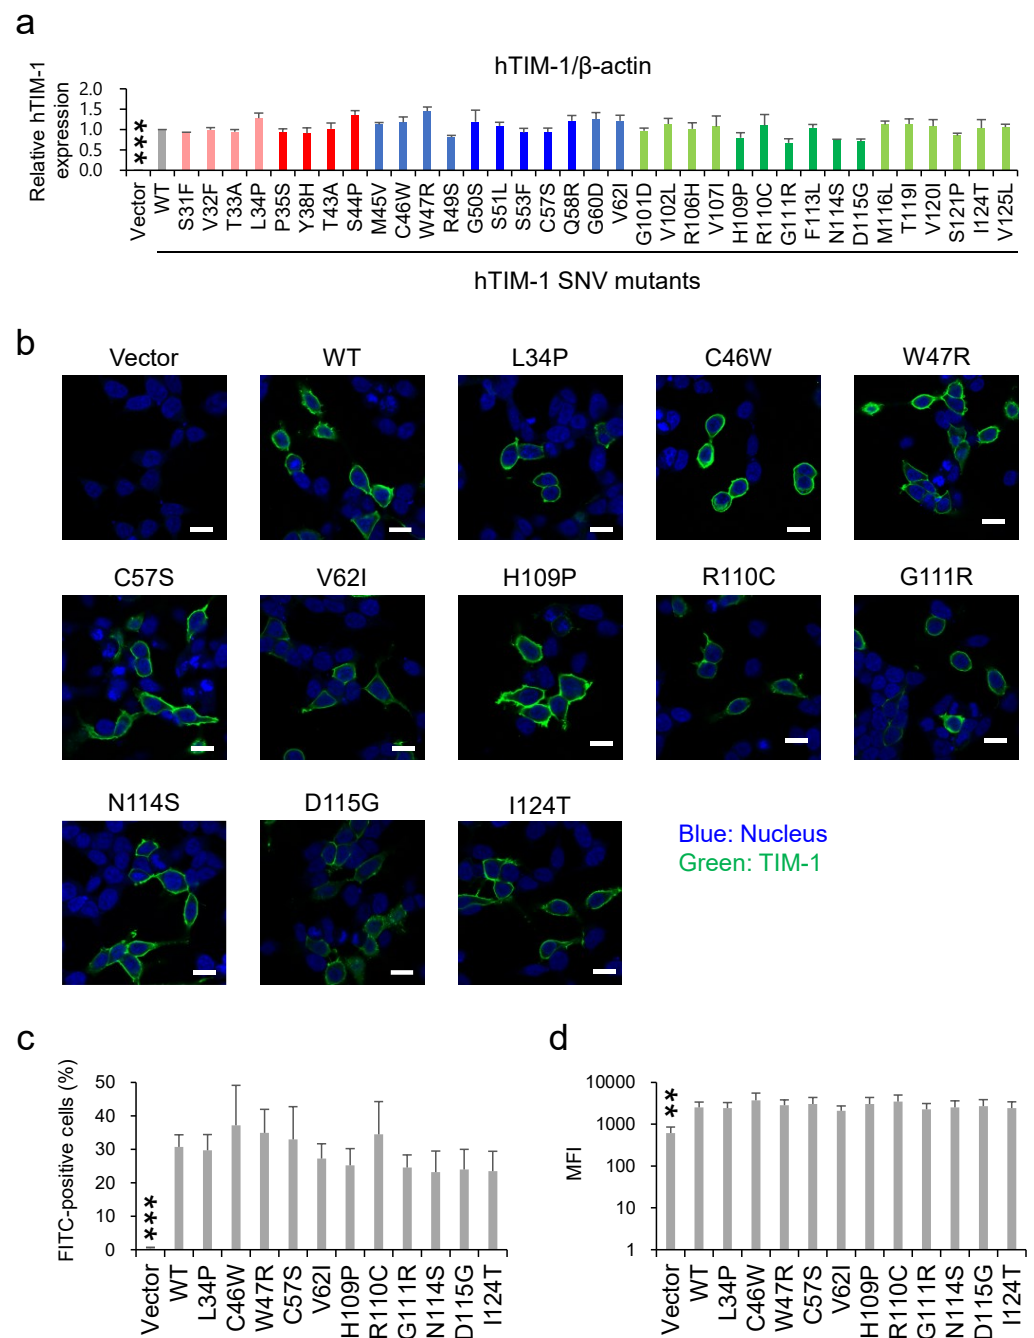 a
hTIM-1/β-actin
Relative hTIM-1
expression
2.0
1.5
1.0
0.5
0.0
***
Vector
WT
S31F
V32F
T33A
L34P
P35S
Y38H
T43A
S44P
M45V
C46W
W47R
R49S
G50S
S51L
S53F
C57S
Q58R
G60D
V62I
G101D
V102L
R106H
V107I
H109P
R110C
G111R
F113L
N114S
D115G
M116L
T119I
V120I
S121P
I124T
V125L
hTIM-1 SNV mutants
b
Vector
WT
L34P
C46W
W47R
C57S
V62I
H109P
R110C
G111R
N114S
D115G
I124T
Blue: Nucleus
Green: TIM-1
c
FITC-positive cells (%)
50
40
30
20
10
0
***
Vector
WT
L34P
C46W
W47R
C57S
V62I
H109P
R110C
G111R
N114S
D115G
I124T
d
MFI
10000
1000
100
10
1
**
Vector
WT
L34P
C46W
W47R
C57S
V62I
H109P
R110C
G111R
N114S
D115G
I124T